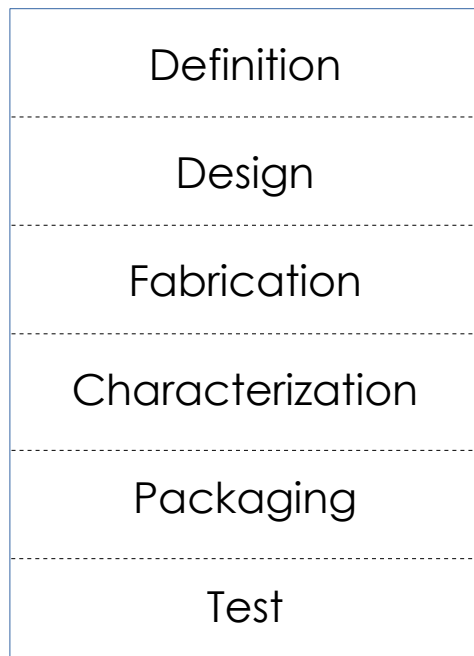 Definition
Design
Fabrication
Characterization
Packaging
Test